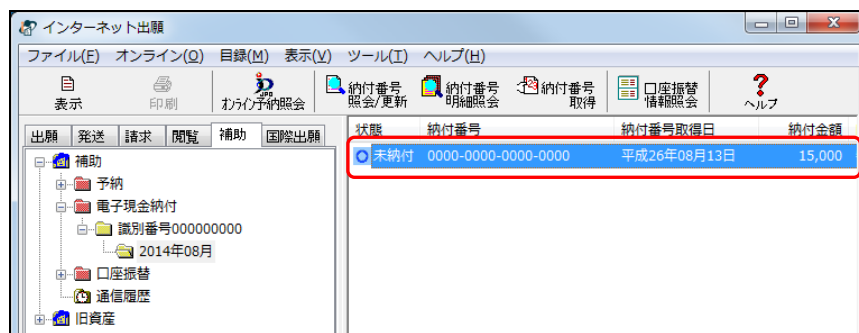 インターネット出願
ファイル(F) オンライン(O) 目録(M) 表示(V) ツール(T) ヘルプ(H)
表示 印刷 オンライン予納照会 納付番号照会/更新 納付番号明細照会 納付番号取得 口座振替情報照会 ヘルプ
出願 発送 請求 閲覧 補助 国際出願
状態 納付番号 納付番号取得日 納付金額
未納付 0000-0000-0000-0000 平成26年08月13日 15,000
補助
予納
電子現金納付
識別番号000000000
2014年08月
口座振替
通信履歴
旧資産